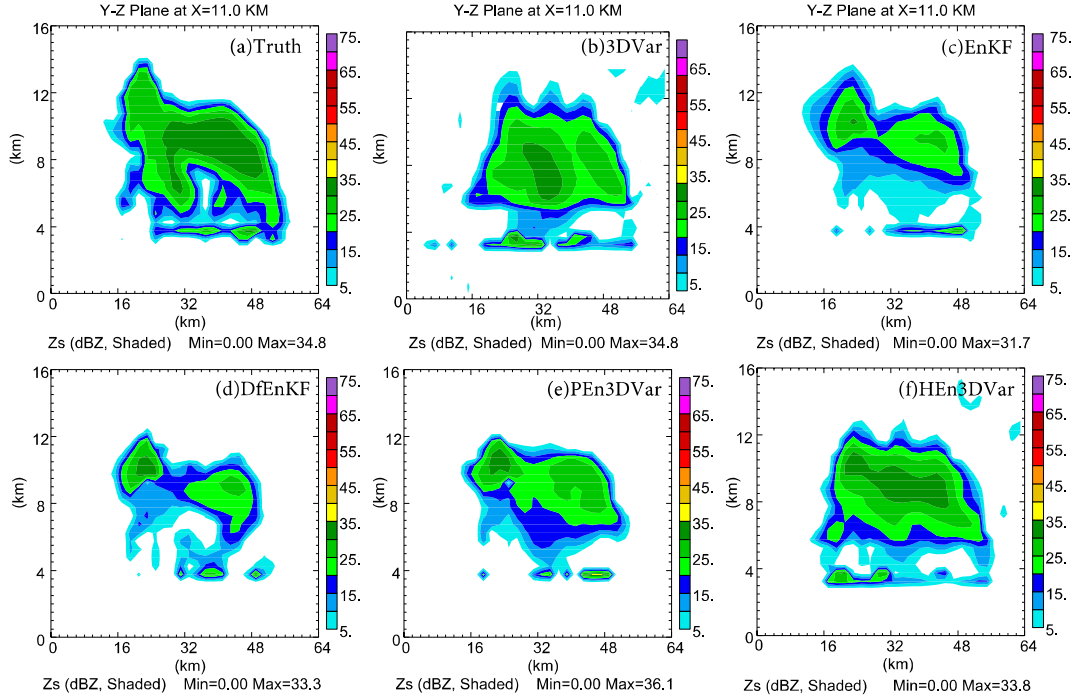 Y-Z Plane at X=11.0 KM
(a)Truth
16
12
8
4
0
(km)
16 32 48 64
(km)
75.
65.
55.
45.
35.
25.
15.
5.
Zs (dBZ, Shaded) Min=0.00 Max=34.8
Y-Z Plane at X=11.0 KM
(b)3DVar
16
12
8
4
0
(km)
0 16 32 48 64
(km)
65.
55.
45.
35.
25.
15.
5.
Zs (dBZ, Shaded) Min=0.00 Max=34.8
Y-Z Plane at X=11.0 KM
(c)EnKF
16
12
8
4
0
(km)
0 16 32 48 64
(km)
75.
65.
55.
45.
35.
25.
15.
5.
Zs (dBZ, Shaded) Min=0.00 Max=31.7
(d)DfEnKF
16
12
8
4
0
(km)
0 16 32 48 64
(km)
75.
65.
55.
45.
35.
25.
15.
5.
Zs (dBZ, Shaded) Min=0.00 Max=33.3
(e)PEn3DVar
16
12
8
4
0
(km)
0 16 32 48 64
(km)
75.
65.
55.
45.
35.
25.
15.
5.
Zs (dBZ, Shaded) Min=0.00 Max=36.1
(f)HEn3DVar
16
12
8
4
0
(km)
0 16 32 48 64
(km)
75.
65.
55.
45.
35.
25.
15.
5.
Zs (dBZ, Shaded) Min=0.00 Max=33.8